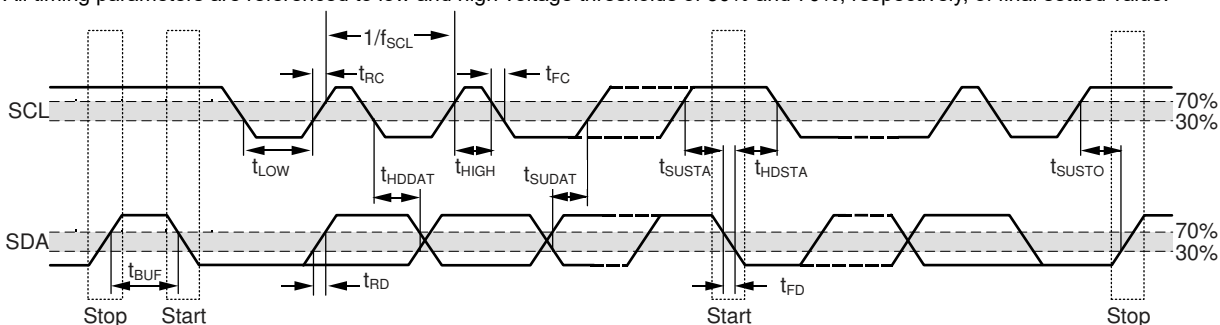 All timing parameters are referenced to low and high voltage thresholds of 30% and 70%, respectively, of final settled value.
1/fSCL
tRC
tFC
SCL
70%
30%
tLOW
tHDDAT
tHIGH
tSUDAT
tSUSTA
tHDSTA
tSUSTO
SDA
70%
30%
tBUF
tRD
tFD
Stop
Start
Start
Stop